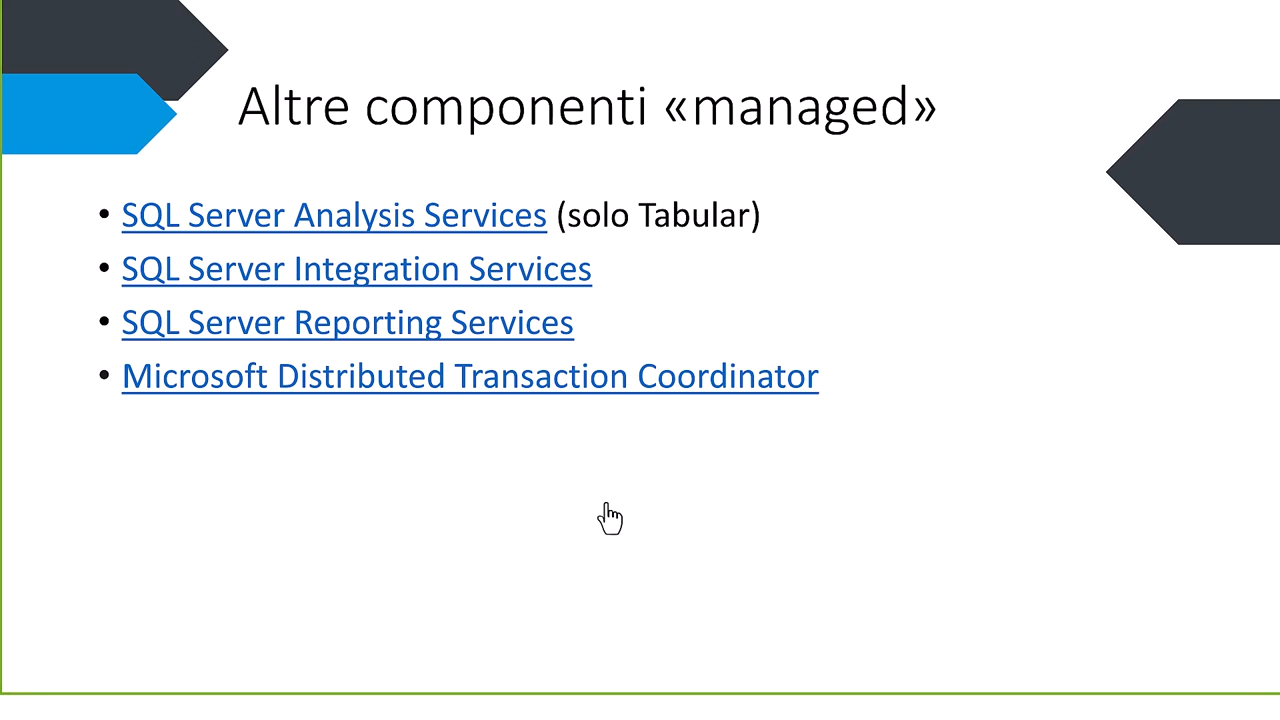 Altre componenti «managed»
• SQL Server Analysis Services (solo Tabular)
• SQL Server Integration Services
• SQL Server Reporting Services
• Microsoft Distributed Transaction Coordinator